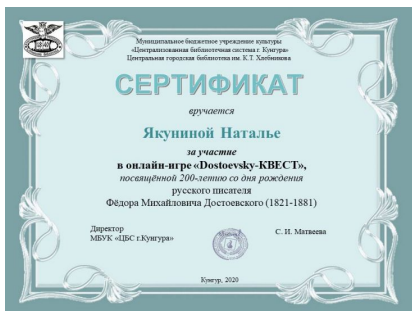 Муниципальное бюджетное учреждение культуры
«Централизованная библиотечная система г. Кунгура»
Центральная городская библиотека им. К.Т. Хлебникова
СЕРТИФИКАТ
вручается
Якуниной Наталье
за участие
в онлайн-игре «Dostoevsky-КВЕСТ»,
посвящённой 200-летию со дня рождения
русского писателя
Фёдора Михайловича Достоевского (1821-1881)
Директор
МБУК «ЦБС г.Кунгура»
С. И. Матвеева
Кунгур, 2020